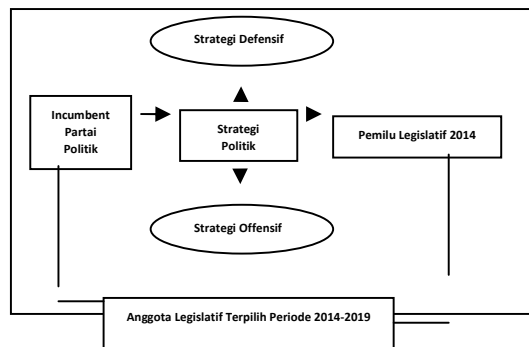 Strategi Defensif
Incumbent
Partai
Politik
Strategi
Politik
Pemilu Legislatif 2014
Strategi Offensif
Anggota Legislatif Terpilih Periode 2014-2019